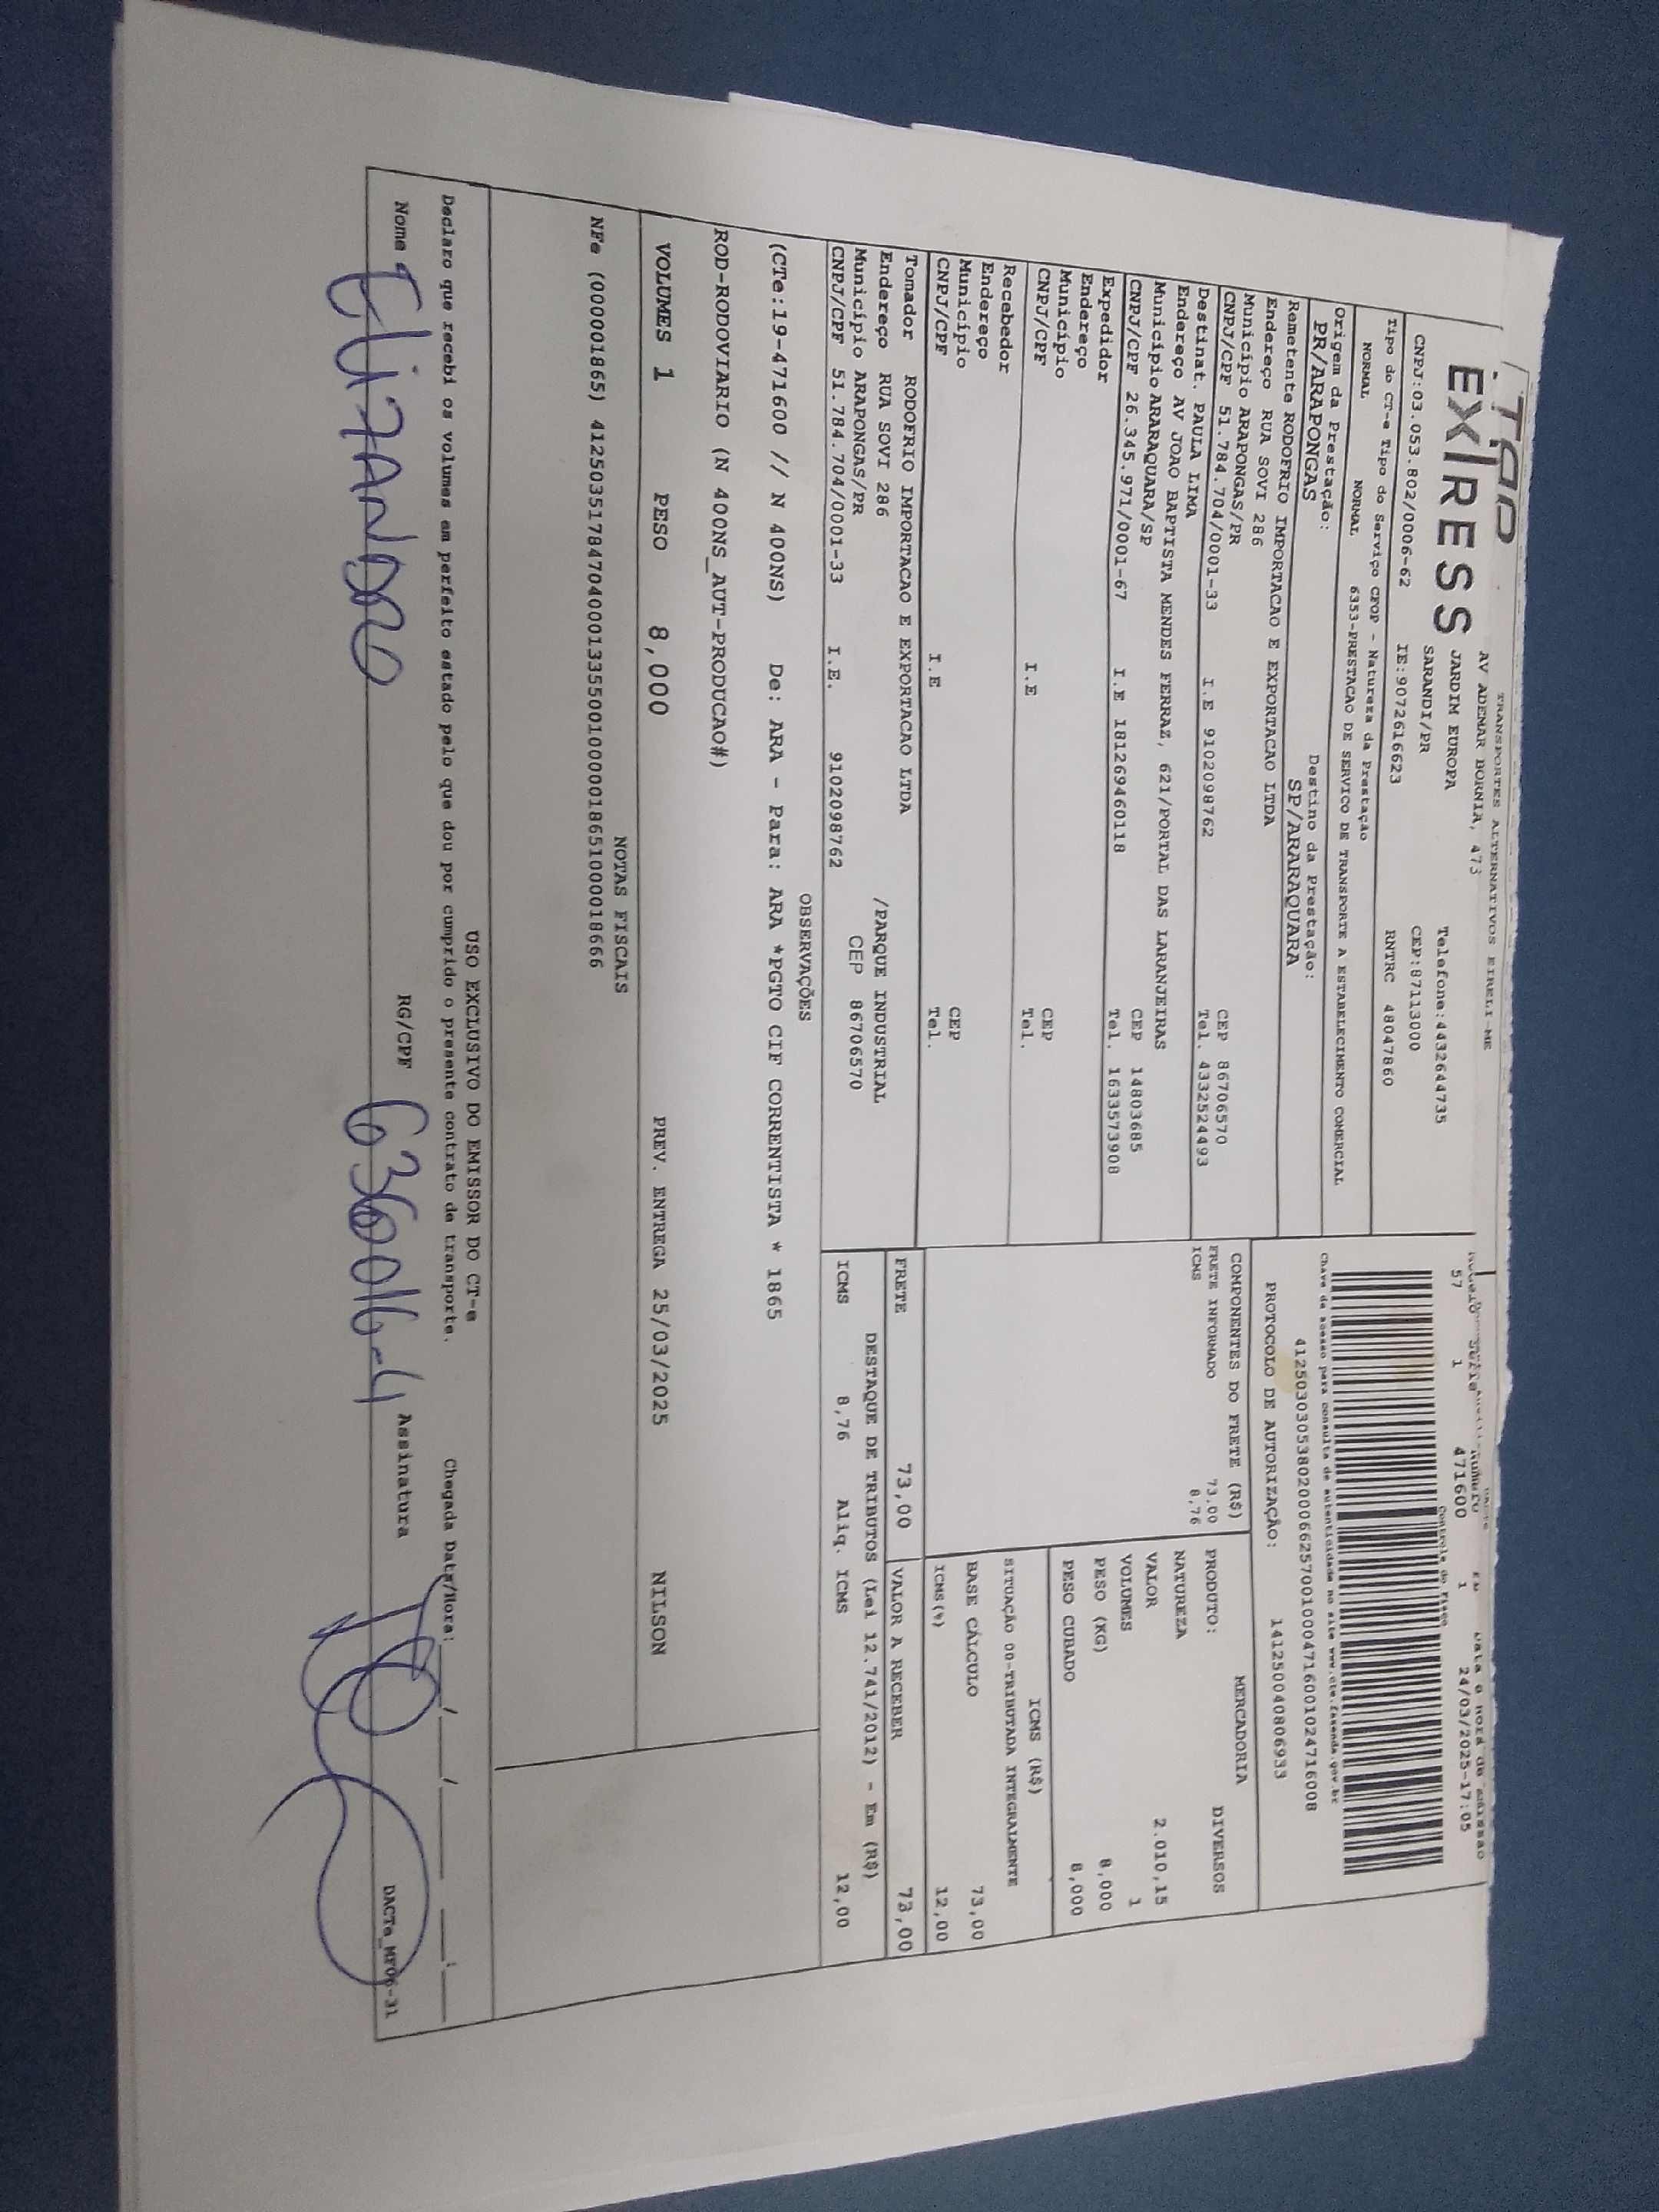 EXPRESS
TRANSPORTES ALTERNATIVOS EIRELI-ME
AV ADEMAR BORNIA, 473
JARDIM EUROPA
Telefone:4432644735
SARANDI/PR
CEP:87113000
CNPJ:03.053.802/0006-62
IE:9072616623
RNTRC 48047860
Tipo do CT-e Tipo do Serviço CFOP - Natureza da Prestação
NORMAL NORMAL 6353-PRESTACAO DE SERVICO DE TRANSPORTE A ESTABELECIMENTO COMERCIAL
Modelo Série Número Data e hora de Emissão
57 1 471600 1 24/03/2025-17:05
Controle do Fisco
Chave de acesso para consulta de autenticidade no site www.cte.fazenda.gov.br
41250303053802000662570010004716001024716008
PROTOCOLO DE AUTORIZAÇÃO: 141250040806933
Origem da Prestação: Destino da Prestação:
PR/ARAPONGAS SP/ARARAQUARA
Remetente RODOFRIO IMPORTACAO E EXPORTACAO LTDA
Endereço RUA SOVI 286
Município ARAPONGAS/PR CEP 86706570
CNPJ/CPF 51.784.704/0001-33 I.E 9102098762 Tel. 4332524493
Destinat. PAULA LIMA
Endereço AV JOAO BAPTISTA MENDES FERRAZ, 621/PORTAL DAS LARANJEIRAS
Município ARARAQUARA/SP CEP 14803685
CNPJ/CPF 26.345.971/0001-67 I.E 181269460118 Tel. 1633573908
Expedidor
Endereço
Município CEP
CNPJ/CPF I.E Tel.
Recebedor
Endereço
Município CEP
CNPJ/CPF I.E Tel.
Tomador RODOFRIO IMPORTACAO E EXPORTACAO LTDA
Endereço RUA SOVI 286 /PARQUE INDUSTRIAL
Município ARAPONGAS/PR CEP 86706570
CNPJ/CPF 51.784.704/0001-33 I.E. 9102098762
COMPONENTES DO FRETE (R$)
FRETE INFORMADO 73,00
ICMS 8,76
MERCADORIA
PRODUTO: DIVERSOS
NATUREZA
VALOR 2.010,15
VOLUMES 1
PESO (KG) 8,000
PESO CUBADO 8,000
ICMS (R$)
SITUAÇÃO 00-TRIBUTADA INTEGRALMENTE
BASE CÁLCULO 73,00
ICMS(%) 12,00
FRETE 73,00 VALOR A RECEBER 73,00
DESTAQUE DE TRIBUTOS (Lei 12.741/2012) - Em (R$)
ICMS 8,76 Aliq. ICMS 12,00
OBSERVAÇÕES
(CTe:19-471600 // N 400NS) De: ARA - Para: ARA *PGTO CIF CORRENTISTA * 1865
ROD-RODOVIARIO (N 400NS_AUT-PRODUCAO#)
VOLUMES 1 PESO 8,000 PREV. ENTREGA 25/03/2025 NILSON
NOTAS FISCAIS
NFe (000001865) 41250351784704000133550010000018651000018666
USO EXCLUSIVO DO EMISSOR DO CT-e
Declaro que recebi os volumes em perfeito estado pelo que dou por cumprido o presente contrato de transporte. Chegada Data/Hora: ___/___/___ ___:___
Nome ELIZANDRO RG/CPF 6360016-4 Assinatura
DACTe_MF06-31